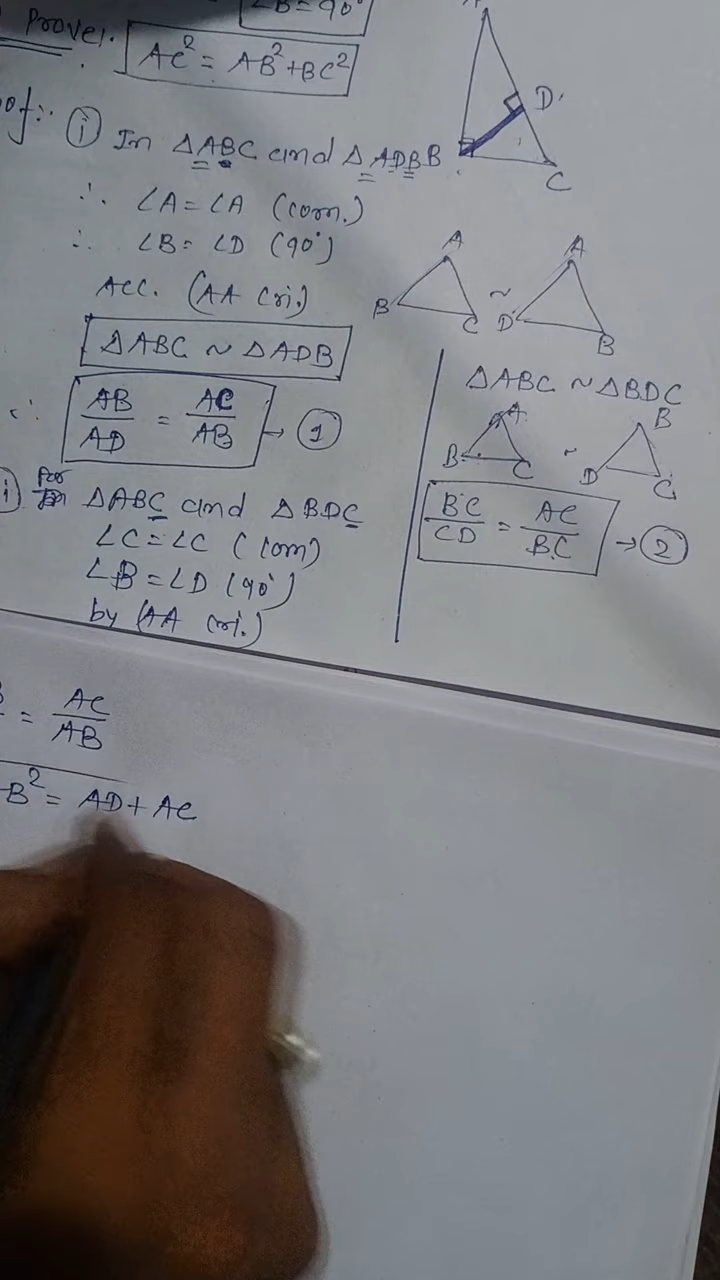 ∠B = 90°
Prove:
AC² = AB² + BC²
(i) In △ABC and △ADB B
∴ ∠A = ∠A (com.)
∴ ∠B = ∠D (90°)
Acc. (AA Cri.)
△ABC ~ △ADB
∴ AB/AD = AC/AB → (1)
For △ABC and △BDC
∠C = ∠C (com)
∠B = ∠D (90°)
by (AA cri.)
D.
C
A
B
C
~
A
D
B
△ABC ~ △BDC
A
B
C
~
B
D
C
BC/CD = AC/BC → (2)
= AC/AB
B² = AD + AC